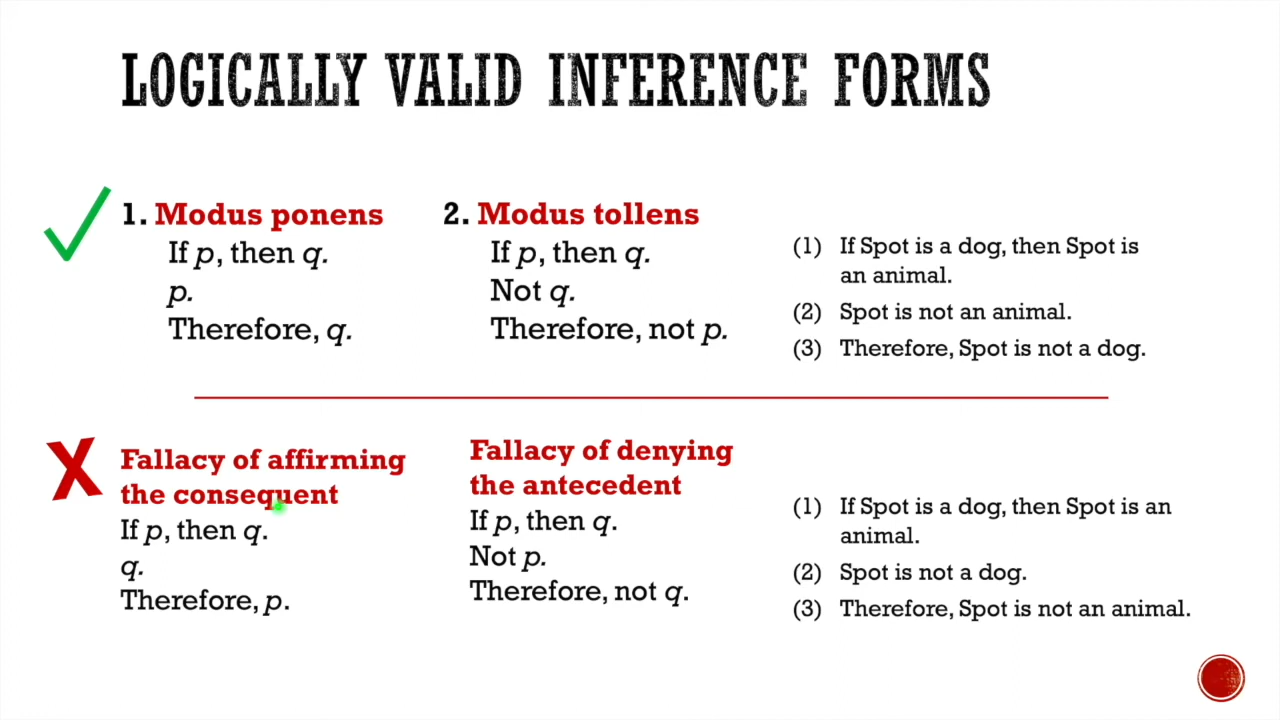 LOGICALLY VALID INFERENCE FORMS
1. Modus ponens
If p, then q.
p.
Therefore, q.
2. Modus tollens
If p, then q.
Not q.
Therefore, not p.
(1) If Spot is a dog, then Spot is
an animal.
(2) Spot is not an animal.
(3) Therefore, Spot is not a dog.
X
Fallacy of affirming
the consequent
If p, then q.
q.
Therefore, p.
Fallacy of denying
the antecedent
If p, then q.
Not p.
Therefore, not q.
(1) If Spot is a dog, then Spot is an
animal.
(2) Spot is not a dog.
(3) Therefore, Spot is not an animal.